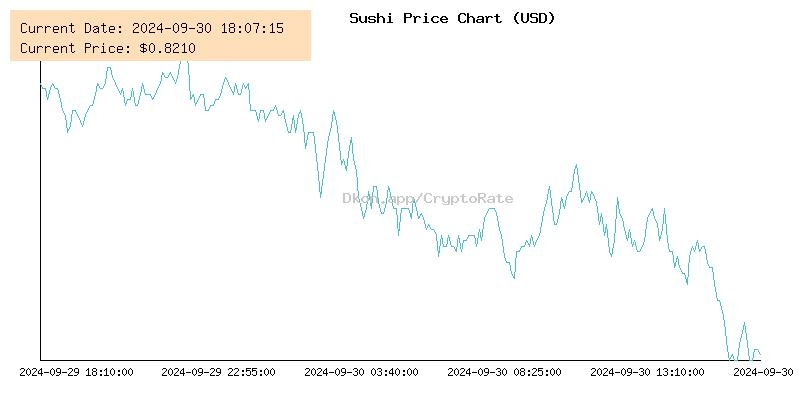 Sushi Price Chart (USD)
Current Date: 2024-09-30 18:07:15
Current Price: $0.8210
Dkon.app/CryptoRate
2024-09-29 18:10:00 2024-09-29 22:55:00 2024-09-30 03:40:00 2024-09-30 08:25:00 2024-09-30 13:10:00 2024-09-30